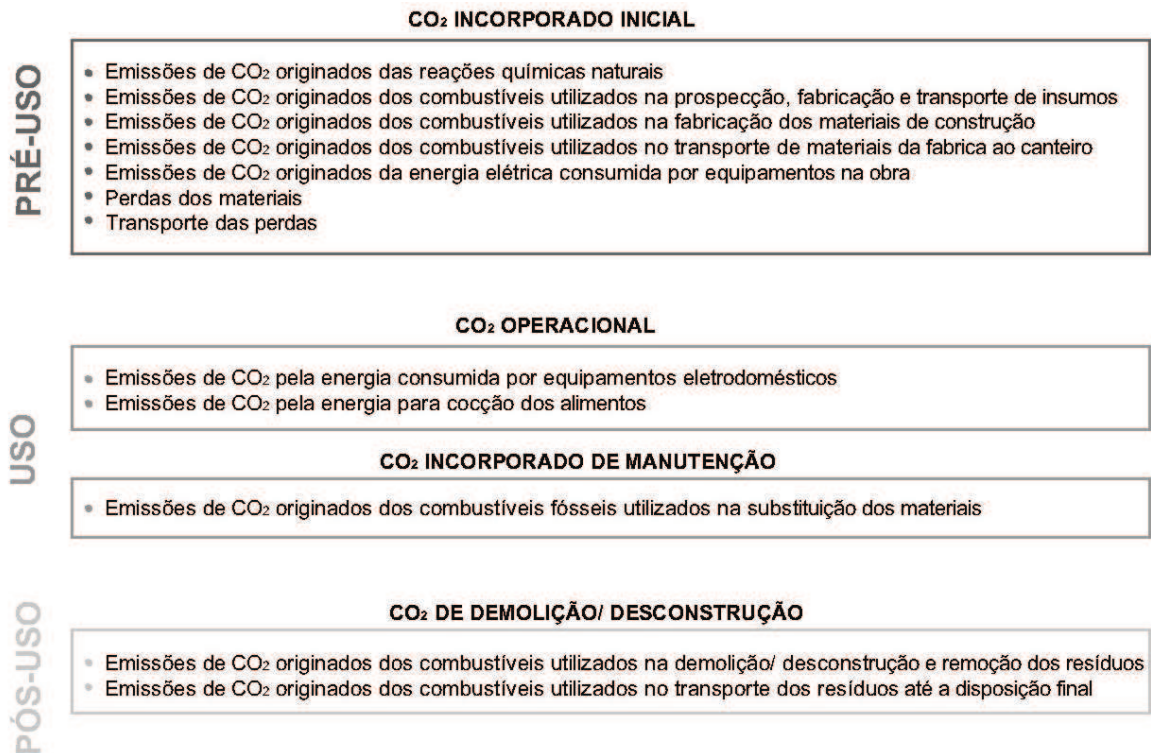 PRÉ-USO
CO₂ INCORPORADO INICIAL
• Emissões de CO₂ originados das reações químicas naturais
• Emissões de CO₂ originados dos combustíveis utilizados na prospecção, fabricação e transporte de insumos
• Emissões de CO₂ originados dos combustíveis utilizados na fabricação dos materiais de construção
• Emissões de CO₂ originados dos combustíveis utilizados no transporte de materiais da fabrica ao canteiro
• Emissões de CO₂ originados da energia elétrica consumida por equipamentos na obra
• Perdas dos materiais
• Transporte das perdas
USO
CO₂ OPERACIONAL
• Emissões de CO₂ pela energia consumida por equipamentos eletrodomésticos
• Emissões de CO₂ pela energia para cocção dos alimentos
CO₂ INCORPORADO DE MANUTENÇÃO
• Emissões de CO₂ originados dos combustíveis fósseis utilizados na substituição dos materiais
PÓS-USO
CO₂ DE DEMOLIÇÃO/ DESCONSTRUÇÃO
• Emissões de CO₂ originados dos combustíveis utilizados na demolição/ desconstrução e remoção dos resíduos
• Emissões de CO₂ originados dos combustíveis utilizados no transporte dos resíduos até a disposição final